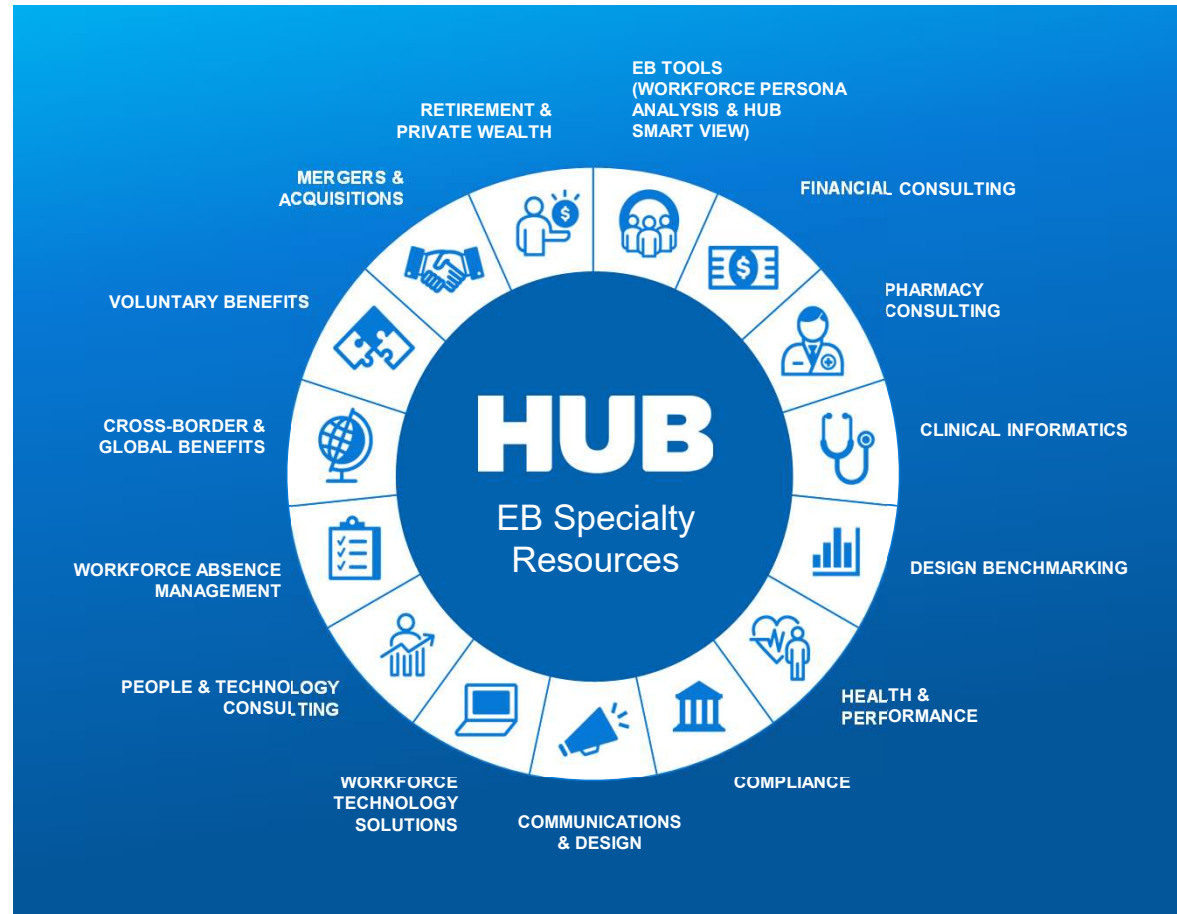 EB TOOLS
(WORKFORCE PERSONA
ANALYSIS & HUB
SMART VIEW)
FINANCIAL CONSULTING
PHARMACY
CONSULTING
CLINICAL INFORMATICS
DESIGN BENCHMARKING
HEALTH &
PERFORMANCE
COMPLIANCE
COMMUNICATIONS
& DESIGN
WORKFORCE
TECHNOLOGY
SOLUTIONS
PEOPLE & TECHNOLOGY
CONSULTING
WORKFORCE ABSENCE
MANAGEMENT
CROSS-BORDER &
GLOBAL BENEFITS
VOLUNTARY BENEFITS
MERGERS &
ACQUISITIONS
RETIREMENT &
PRIVATE WEALTH
HUB
EB Specialty
Resources